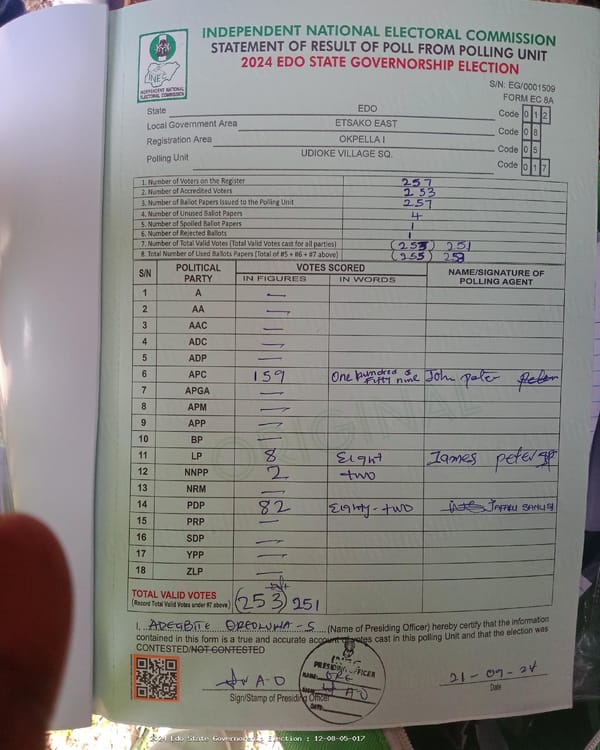 INDEPENDENT NATIONAL ELECTORAL COMMISSION
STATEMENT OF RESULT OF POLL FROM POLLING UNIT
2024 EDO STATE GOVERNORSHIP ELECTION
INEC
INDEPENDENT NATIONAL
ELECTORAL COMMISSION
S/N: EG/0001509
FORM EC 8A
State EDO Code 0 1 2
Local Government Area ETSAKO EAST Code 0 8
Registration Area OKPELLA I Code 0 5
Polling Unit UDIOKE VILLAGE SQ. Code 0 1 7
1. Number of Voters on the Register 257
2. Number of Accredited Voters 253
3. Number of Ballot Papers Issued to the Polling Unit 257
4. Number of Unused Ballot Papers 4
5. Number of Spoiled Ballot Papers 1
6. Number of Rejected Ballots 1
7. Number of Total Valid Votes (Total Valid Votes cast for all parties) (253) 251
8. Total Number of Used Ballots Papers (Total of #5 + #6 + #7 above) (255) 253
S/N POLITICAL PARTY VOTES SCORED NAME/SIGNATURE OF POLLING AGENT
IN FIGURES IN WORDS
1 A —
2 AA —
3 AAC —
4 ADC —
5 ADP —
6 APC 159 One hundred & fifty nine John peter Peter
7 APGA —
8 APM —
9 APP —
10 BP —
11 LP 8 Eight James peter
12 NNPP 2 two
13 NRM —
14 PDP 82 Eighty-two JAFARU SANUSI
15 PRP —
16 SDP —
17 YPP —
18 ZLP —
TOTAL VALID VOTES (253) 251
(Record Total Valid Votes under #7 above)
ORIGINAL
I, ADEGBITE OREOLUWA-S (Name of Presiding Officer) hereby certify that the information
contained in this form is a true and accurate account of votes cast in this polling Unit and that the election was
CONTESTED/NOT CONTESTED
A-O
INEC
PRESIDING OFFICER
NAME: ORE
SIGN: A-O
DATE:
21-09-24
Sign/Stamp of Presiding Officer Date
2024 Edo State Governorship Election : 12-08-05-017